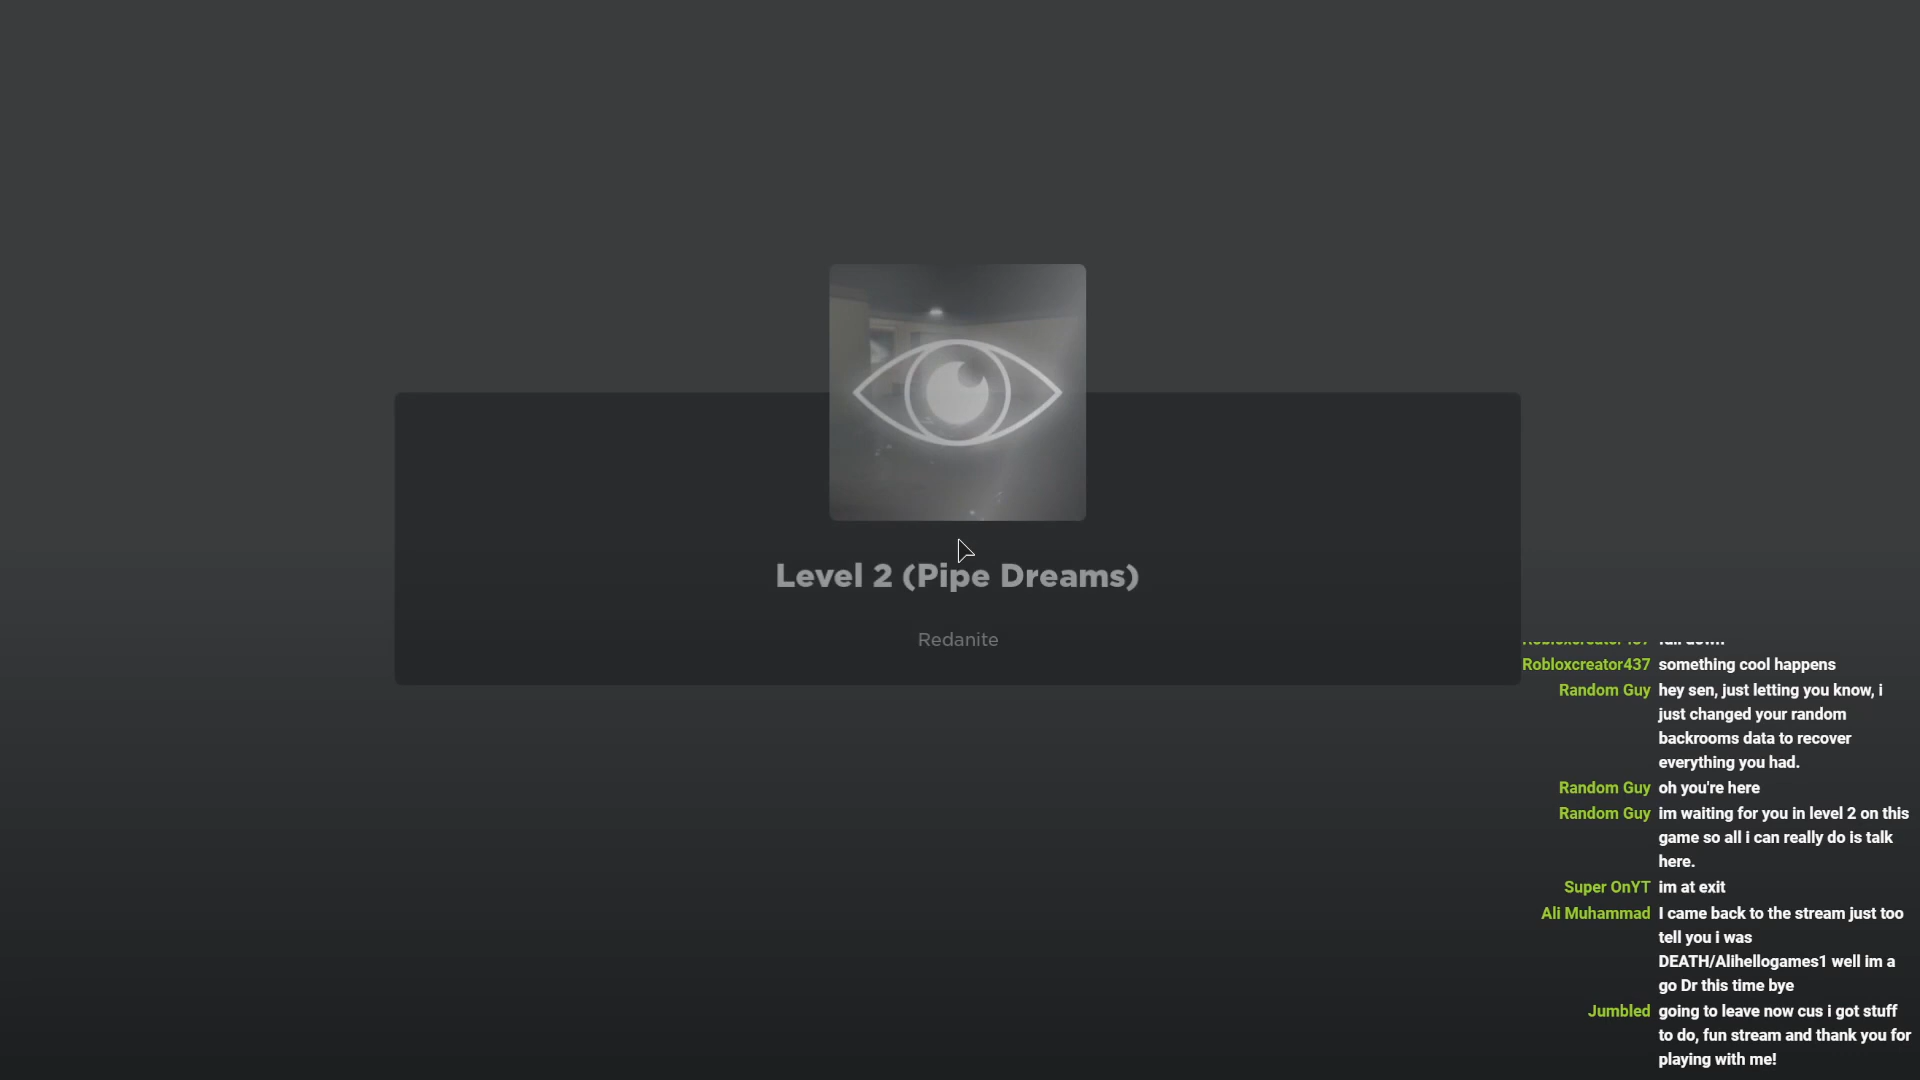 Level 2 (Pipe Dreams)
Redanite
Robloxcreator437 fall down
Robloxcreator437 something cool happens
Random Guy hey sen, just letting you know, i
just changed your random
backrooms data to recover
everything you had.
Random Guy oh you're here
Random Guy im waiting for you in level 2 on this
game so all i can really do is talk
here.
Super OnYT im at exit
Ali Muhammad I came back to the stream just too
tell you i was
DEATH/Alihellogames1 well im a
go Dr this time bye
Jumbled going to leave now cus i got stuff
to do, fun stream and thank you for
playing with me!